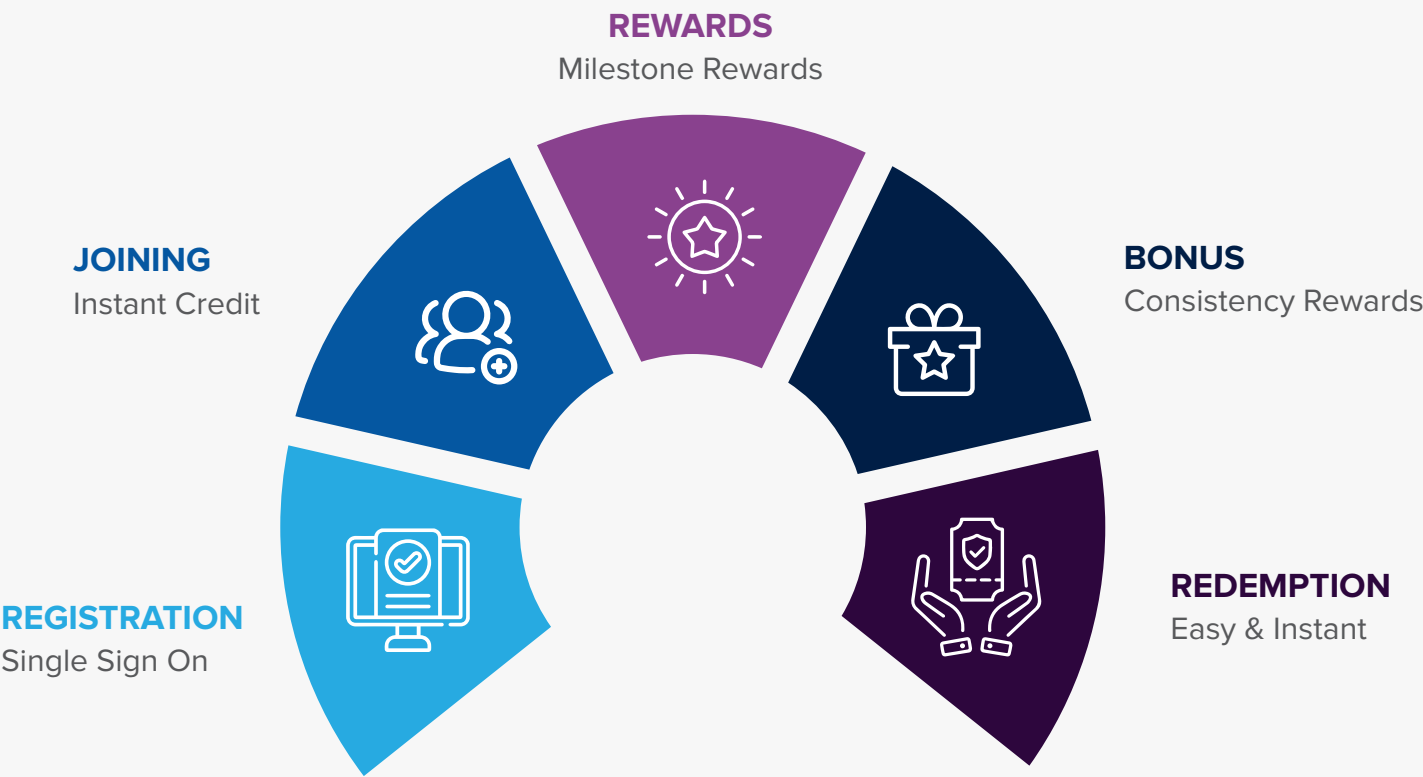 REWARDS
Milestone Rewards
JOINING
Instant Credit
BONUS
Consistency Rewards
REGISTRATION
Single Sign On
REDEMPTION
Easy & Instant